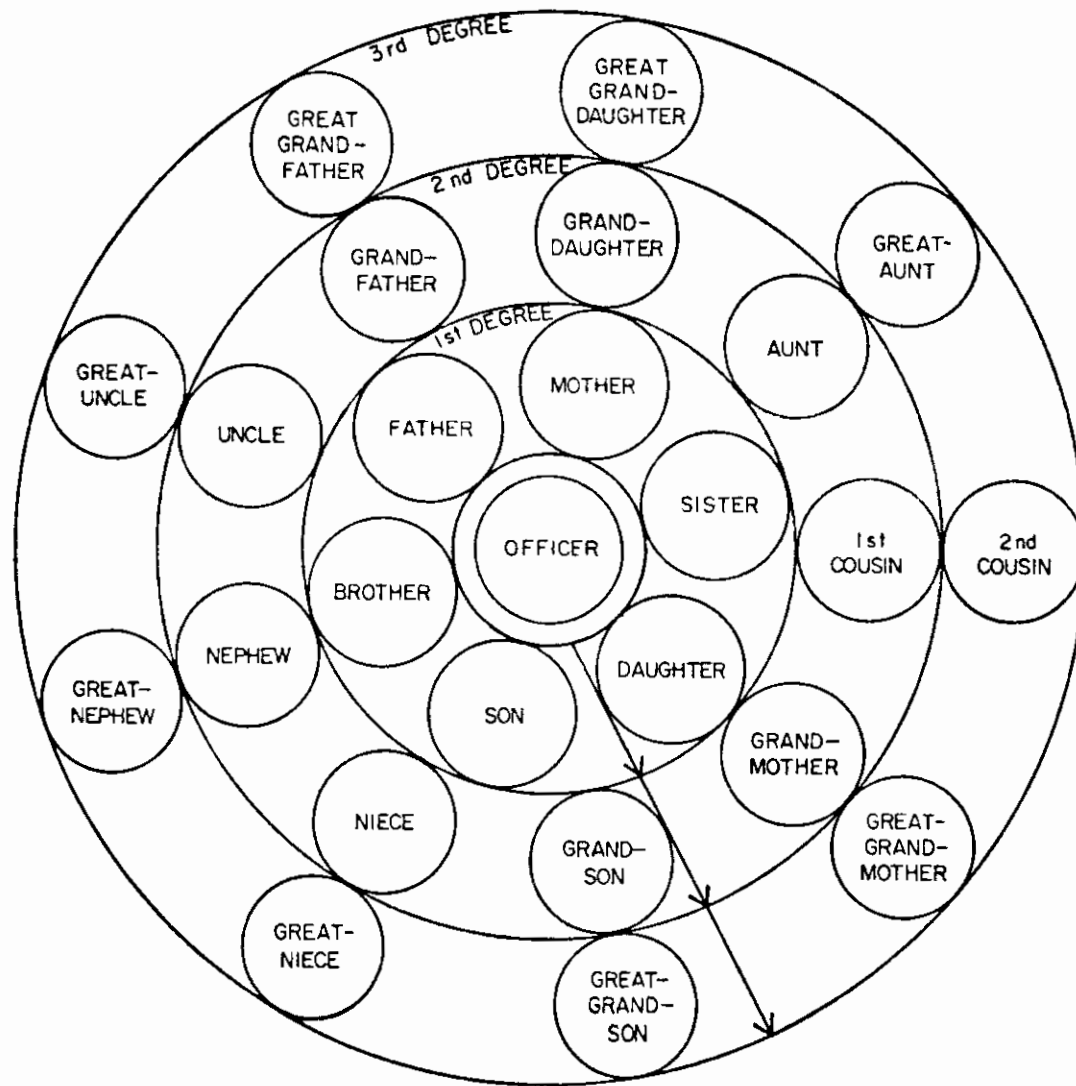 3rd DEGREE
GREAT
GRAND-
DAUGHTER
GREAT
GRAND-
FATHER
2nd DEGREE
GRAND-
DAUGHTER
GREAT-
AUNT
GRAND-
FATHER
1st DEGREE
AUNT
MOTHER
GREAT-
UNCLE
UNCLE
FATHER
SISTER
OFFICER
1st
COUSIN
2nd
COUSIN
BROTHER
NEPHEW
DAUGHTER
GREAT-
NEPHEW
SON
GRAND-
MOTHER
NIECE
GRAND-
SON
GREAT-
GRAND-
MOTHER
GREAT-
NIECE
GREAT-
GRAND-
SON